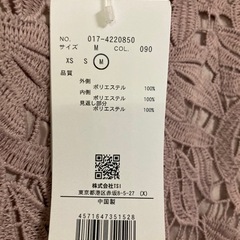 NO. 017-4220850
サイズ M COL. 090
XS S M
品質
外側
ポリエステル 100%
内側
ポリエステル 100%
見返し部分
ポリエステル 100%
株式会社ISI
東京都港区赤坂8-5-27 (X)
中国製
4571647351528